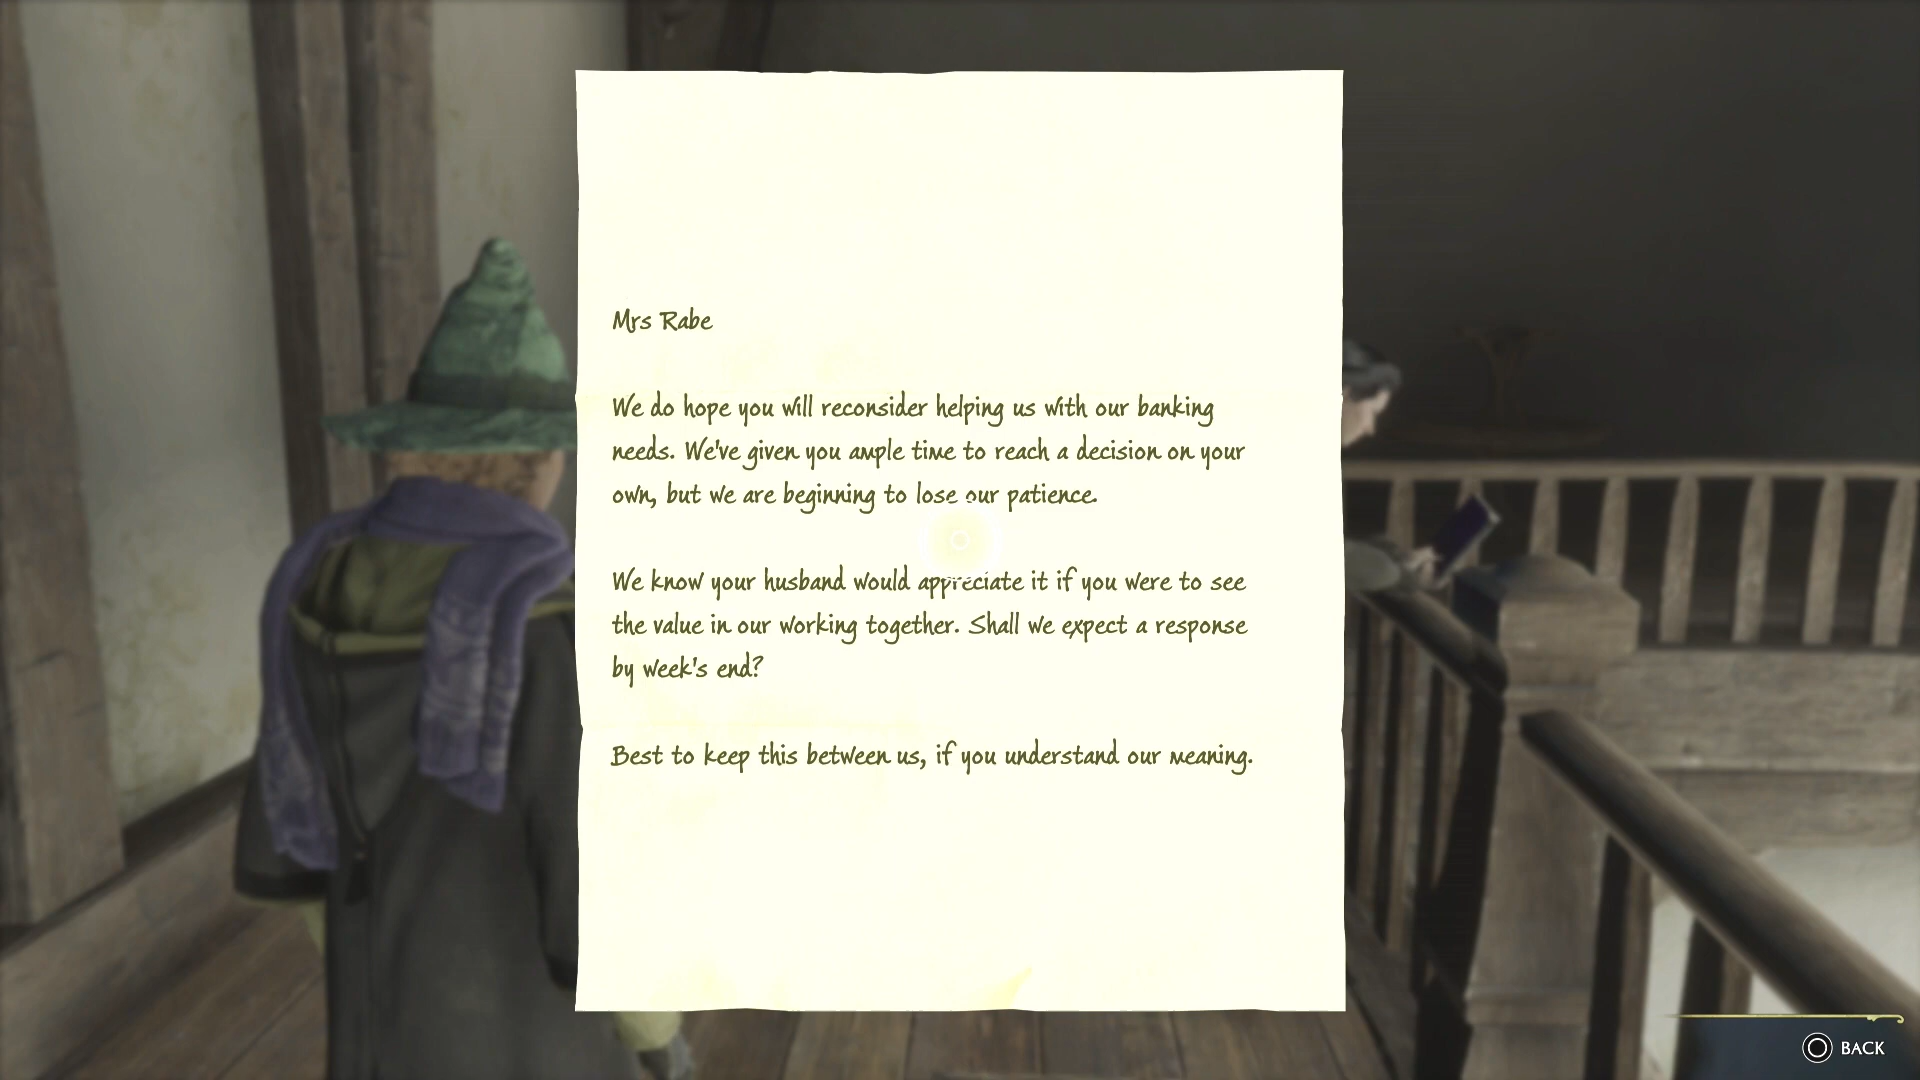 Mrs Rabe
We do hope you will reconsider helping us with our banking
needs. We've given you ample time to reach a decision on your
own, but we are beginning to lose our patience.
We know your husband would appreciate it if you were to see
the value in our working together. Shall we expect a response
by week's end?
Best to keep this between us, if you understand our meaning.
BACK